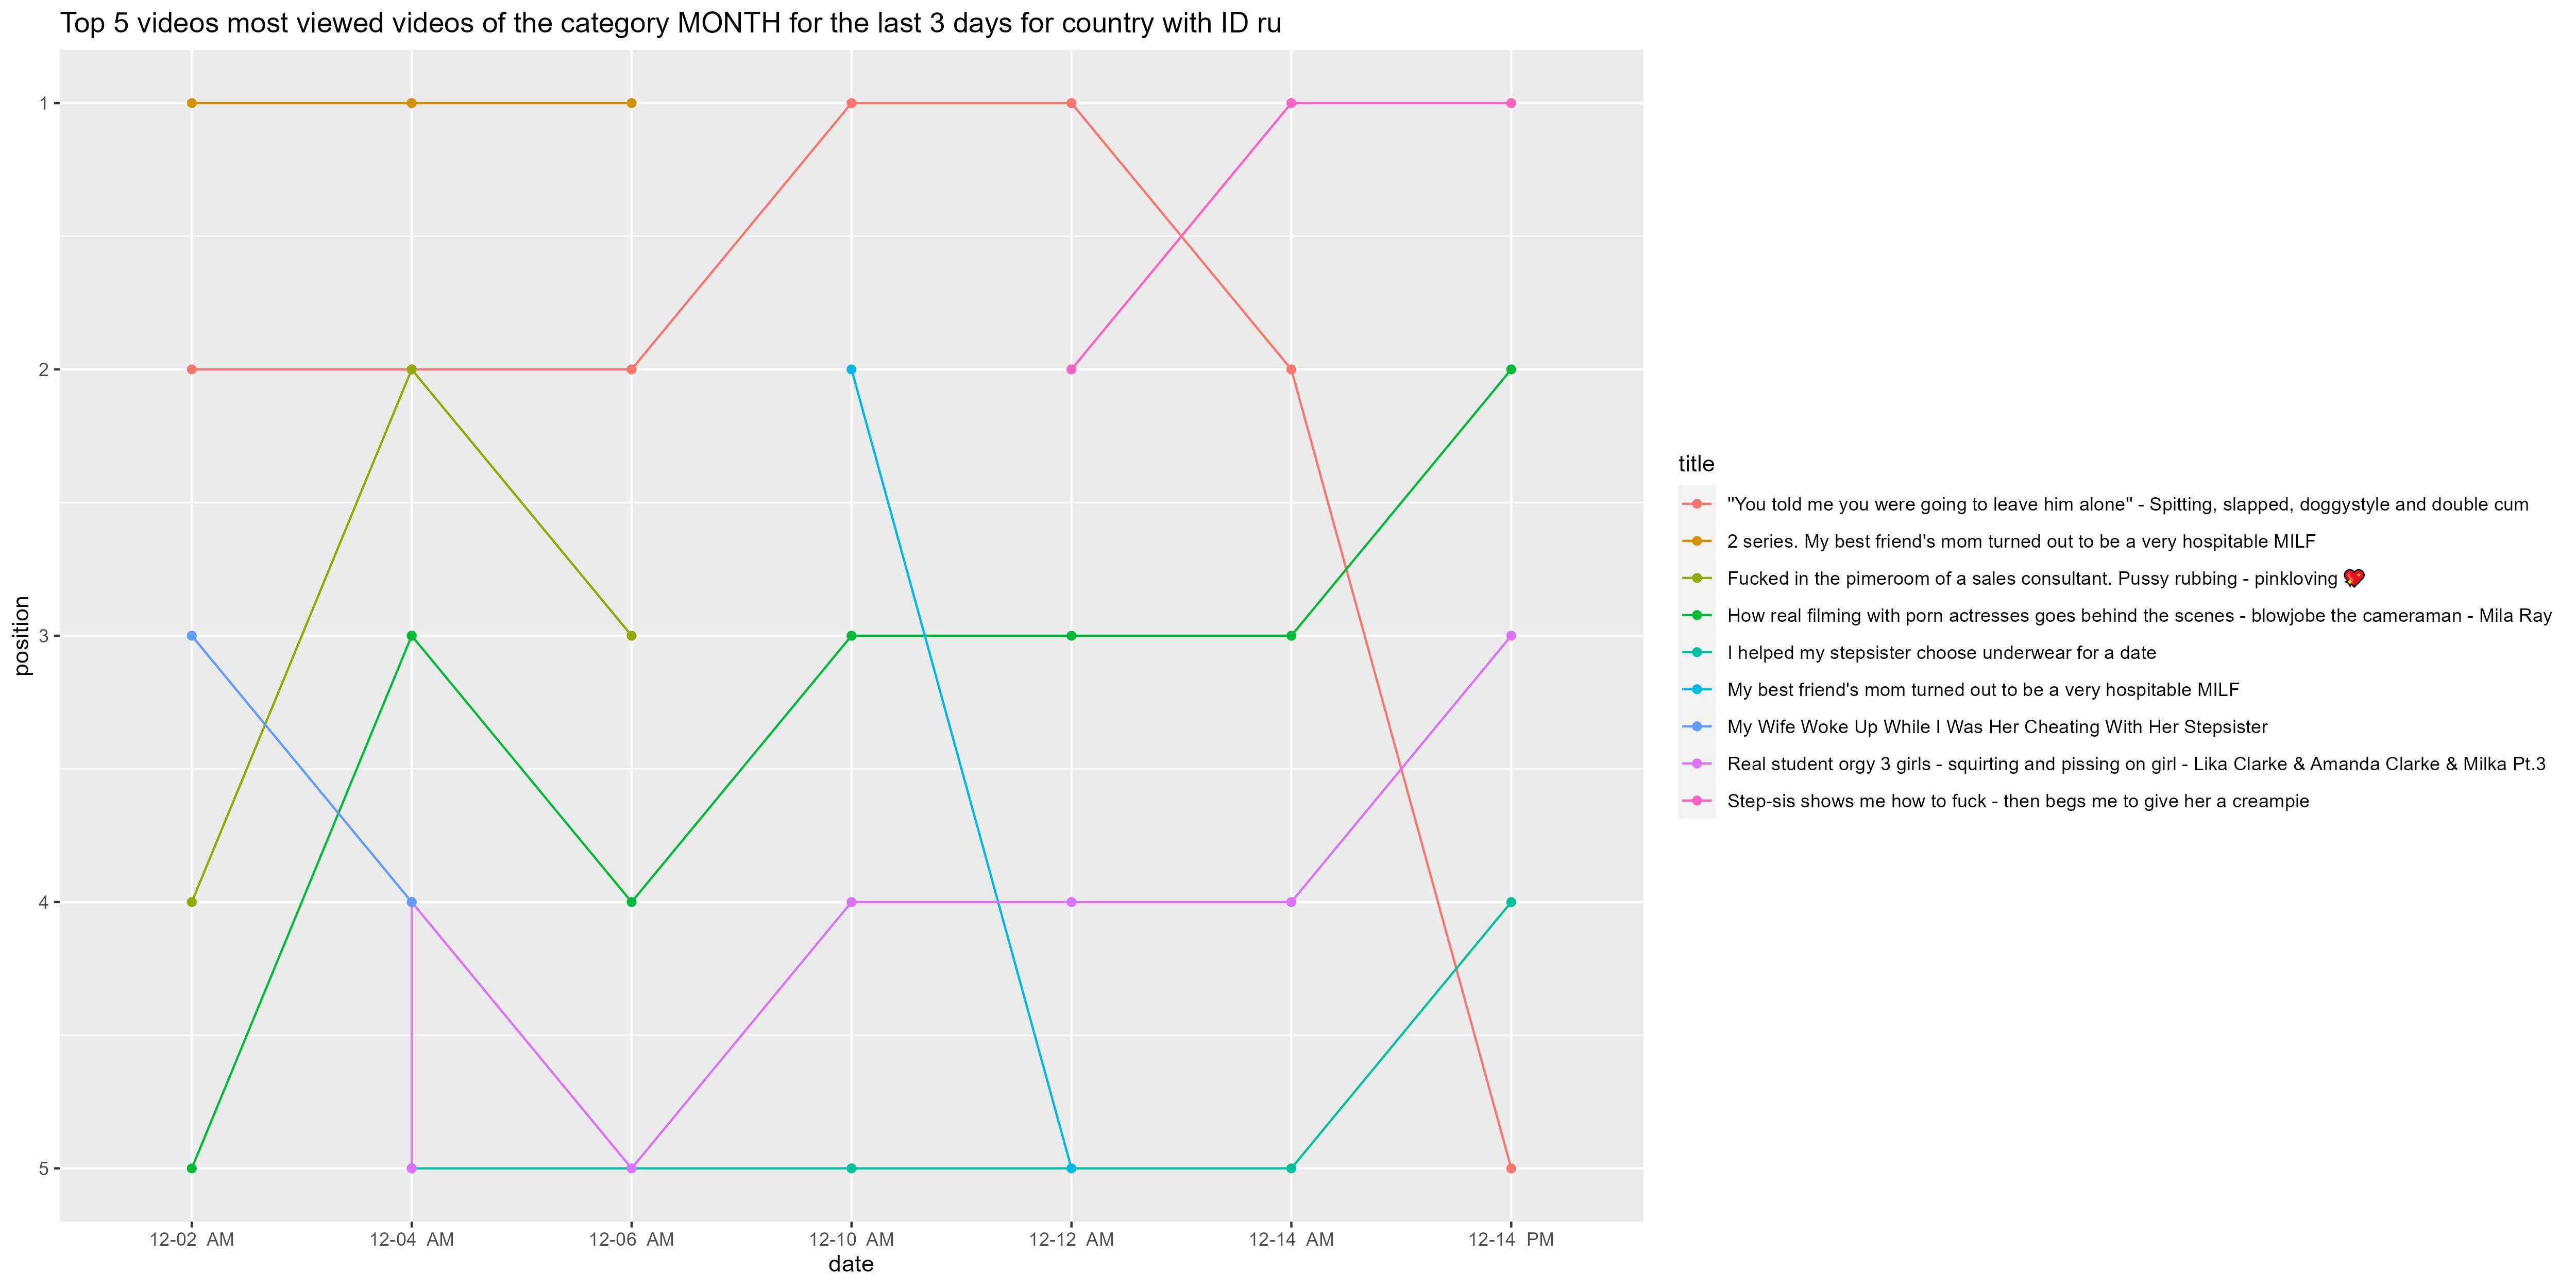 Top 5 videos most viewed videos of the category MONTH for the last 3 days for country with ID ru
position
1
2
3
4
5
12-02 AM
12-04 AM
12-06 AM
12-10 AM
12-12 AM
12-14 AM
12-14 PM
date
title
"You told me you were going to leave him alone" - Spitting, slapped, doggystyle and double cum
2 series. My best friend's mom turned out to be a very hospitable MILF
Fucked in the pimeroom of a sales consultant. Pussy rubbing - pinkloving 💖
How real filming with porn actresses goes behind the scenes - blowjobe the cameraman - Mila Ray
I helped my stepsister choose underwear for a date
My best friend's mom turned out to be a very hospitable MILF
My Wife Woke Up While I Was Her Cheating With Her Stepsister
Real student orgy 3 girls - squirting and pissing on girl - Lika Clarke & Amanda Clarke & Milka Pt.3
Step-sis shows me how to fuck - then begs me to give her a creampie